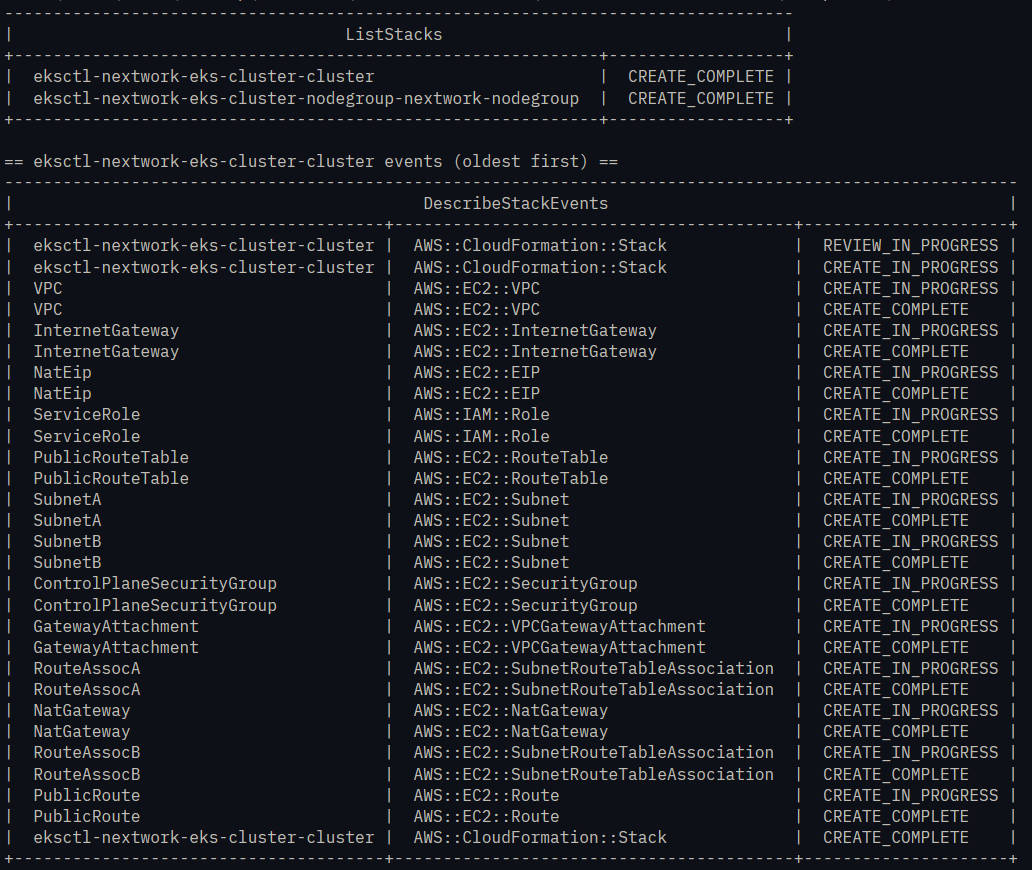 ListStacks
eksctl-nextwork-eks-cluster-cluster | CREATE_COMPLETE
eksctl-nextwork-eks-cluster-nodegroup-nextwork-nodegroup | CREATE_COMPLETE
== eksctl-nextwork-eks-cluster-cluster events (oldest first) ==
DescribeStackEvents
eksctl-nextwork-eks-cluster-cluster | AWS::CloudFormation::Stack | REVIEW_IN_PROGRESS
eksctl-nextwork-eks-cluster-cluster | AWS::CloudFormation::Stack | CREATE_IN_PROGRESS
VPC | AWS::EC2::VPC | CREATE_IN_PROGRESS
VPC | AWS::EC2::VPC | CREATE_COMPLETE
InternetGateway | AWS::EC2::InternetGateway | CREATE_IN_PROGRESS
InternetGateway | AWS::EC2::InternetGateway | CREATE_COMPLETE
NatEip | AWS::EC2::EIP | CREATE_IN_PROGRESS
NatEip | AWS::EC2::EIP | CREATE_COMPLETE
ServiceRole | AWS::IAM::Role | CREATE_IN_PROGRESS
ServiceRole | AWS::IAM::Role | CREATE_COMPLETE
PublicRouteTable | AWS::EC2::RouteTable | CREATE_IN_PROGRESS
PublicRouteTable | AWS::EC2::RouteTable | CREATE_COMPLETE
SubnetA | AWS::EC2::Subnet | CREATE_IN_PROGRESS
SubnetA | AWS::EC2::Subnet | CREATE_COMPLETE
SubnetB | AWS::EC2::Subnet | CREATE_IN_PROGRESS
SubnetB | AWS::EC2::Subnet | CREATE_COMPLETE
ControlPlaneSecurityGroup | AWS::EC2::SecurityGroup | CREATE_IN_PROGRESS
ControlPlaneSecurityGroup | AWS::EC2::SecurityGroup | CREATE_COMPLETE
GatewayAttachment | AWS::EC2::VPCGatewayAttachment | CREATE_IN_PROGRESS
GatewayAttachment | AWS::EC2::VPCGatewayAttachment | CREATE_COMPLETE
RouteAssocA | AWS::EC2::SubnetRouteTableAssociation | CREATE_IN_PROGRESS
RouteAssocA | AWS::EC2::SubnetRouteTableAssociation | CREATE_COMPLETE
NatGateway | AWS::EC2::NatGateway | CREATE_IN_PROGRESS
NatGateway | AWS::EC2::NatGateway | CREATE_COMPLETE
RouteAssocB | AWS::EC2::SubnetRouteTableAssociation | CREATE_IN_PROGRESS
RouteAssocB | AWS::EC2::SubnetRouteTableAssociation | CREATE_COMPLETE
PublicRoute | AWS::EC2::Route | CREATE_IN_PROGRESS
PublicRoute | AWS::EC2::Route | CREATE_COMPLETE
eksctl-nextwork-eks-cluster-cluster | AWS::CloudFormation::Stack | CREATE_COMPLETE